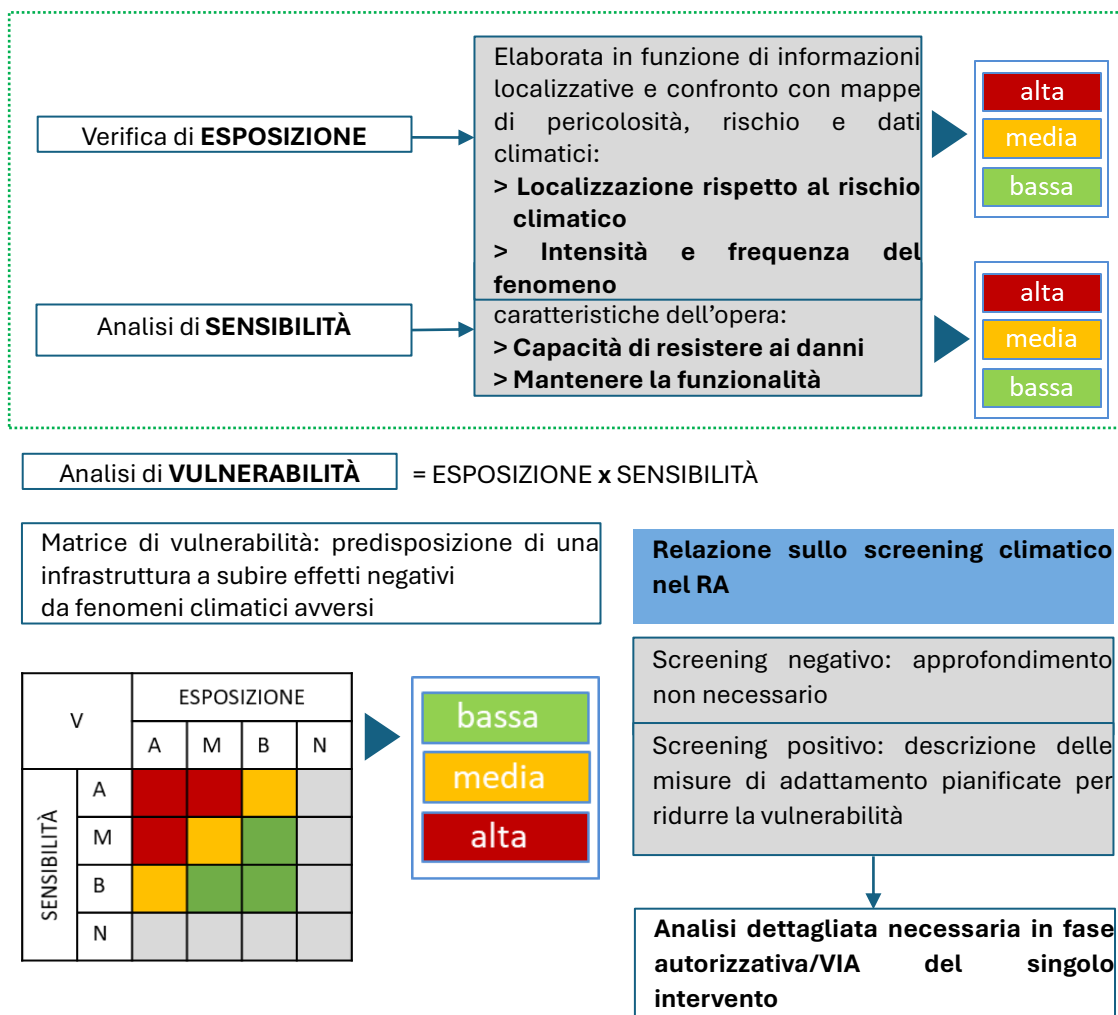 Verifica di ESPOSIZIONE
Elaborata in funzione di informazioni
localizzative e confronto con mappe
di pericolosità, rischio e dati
climatici:
> Localizzazione rispetto al rischio
climatico
> Intensità e frequenza del
fenomeno
alta
media
bassa
Analisi di SENSIBILITÀ
caratteristiche dell'opera:
> Capacità di resistere ai danni
> Mantenere la funzionalità
alta
media
bassa
Analisi di VULNERABILITÀ = ESPOSIZIONE x SENSIBILITÀ
Matrice di vulnerabilità: predisposizione di una
infrastruttura a subire effetti negativi
da fenomeni climatici avversi
V
ESPOSIZIONE
A M B N
SENSIBILITÀ
A
M
B
N
bassa
media
alta
Relazione sullo screening climatico
nel RA
Screening negativo: approfondimento
non necessario
Screening positivo: descrizione delle
misure di adattamento pianificate per
ridurre la vulnerabilità
Analisi dettagliata necessaria in fase
autorizzativa/VIA del singolo
intervento